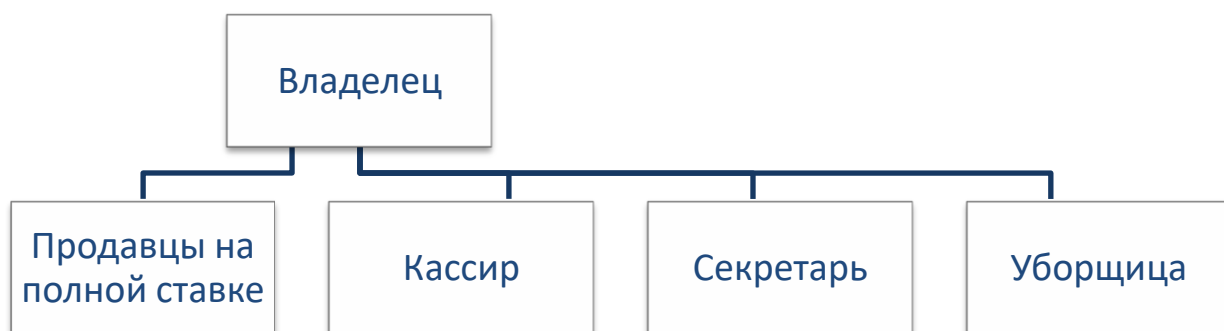 Владелец
Продавцы на
полной ставке
Кассир
Секретарь
Уборщица